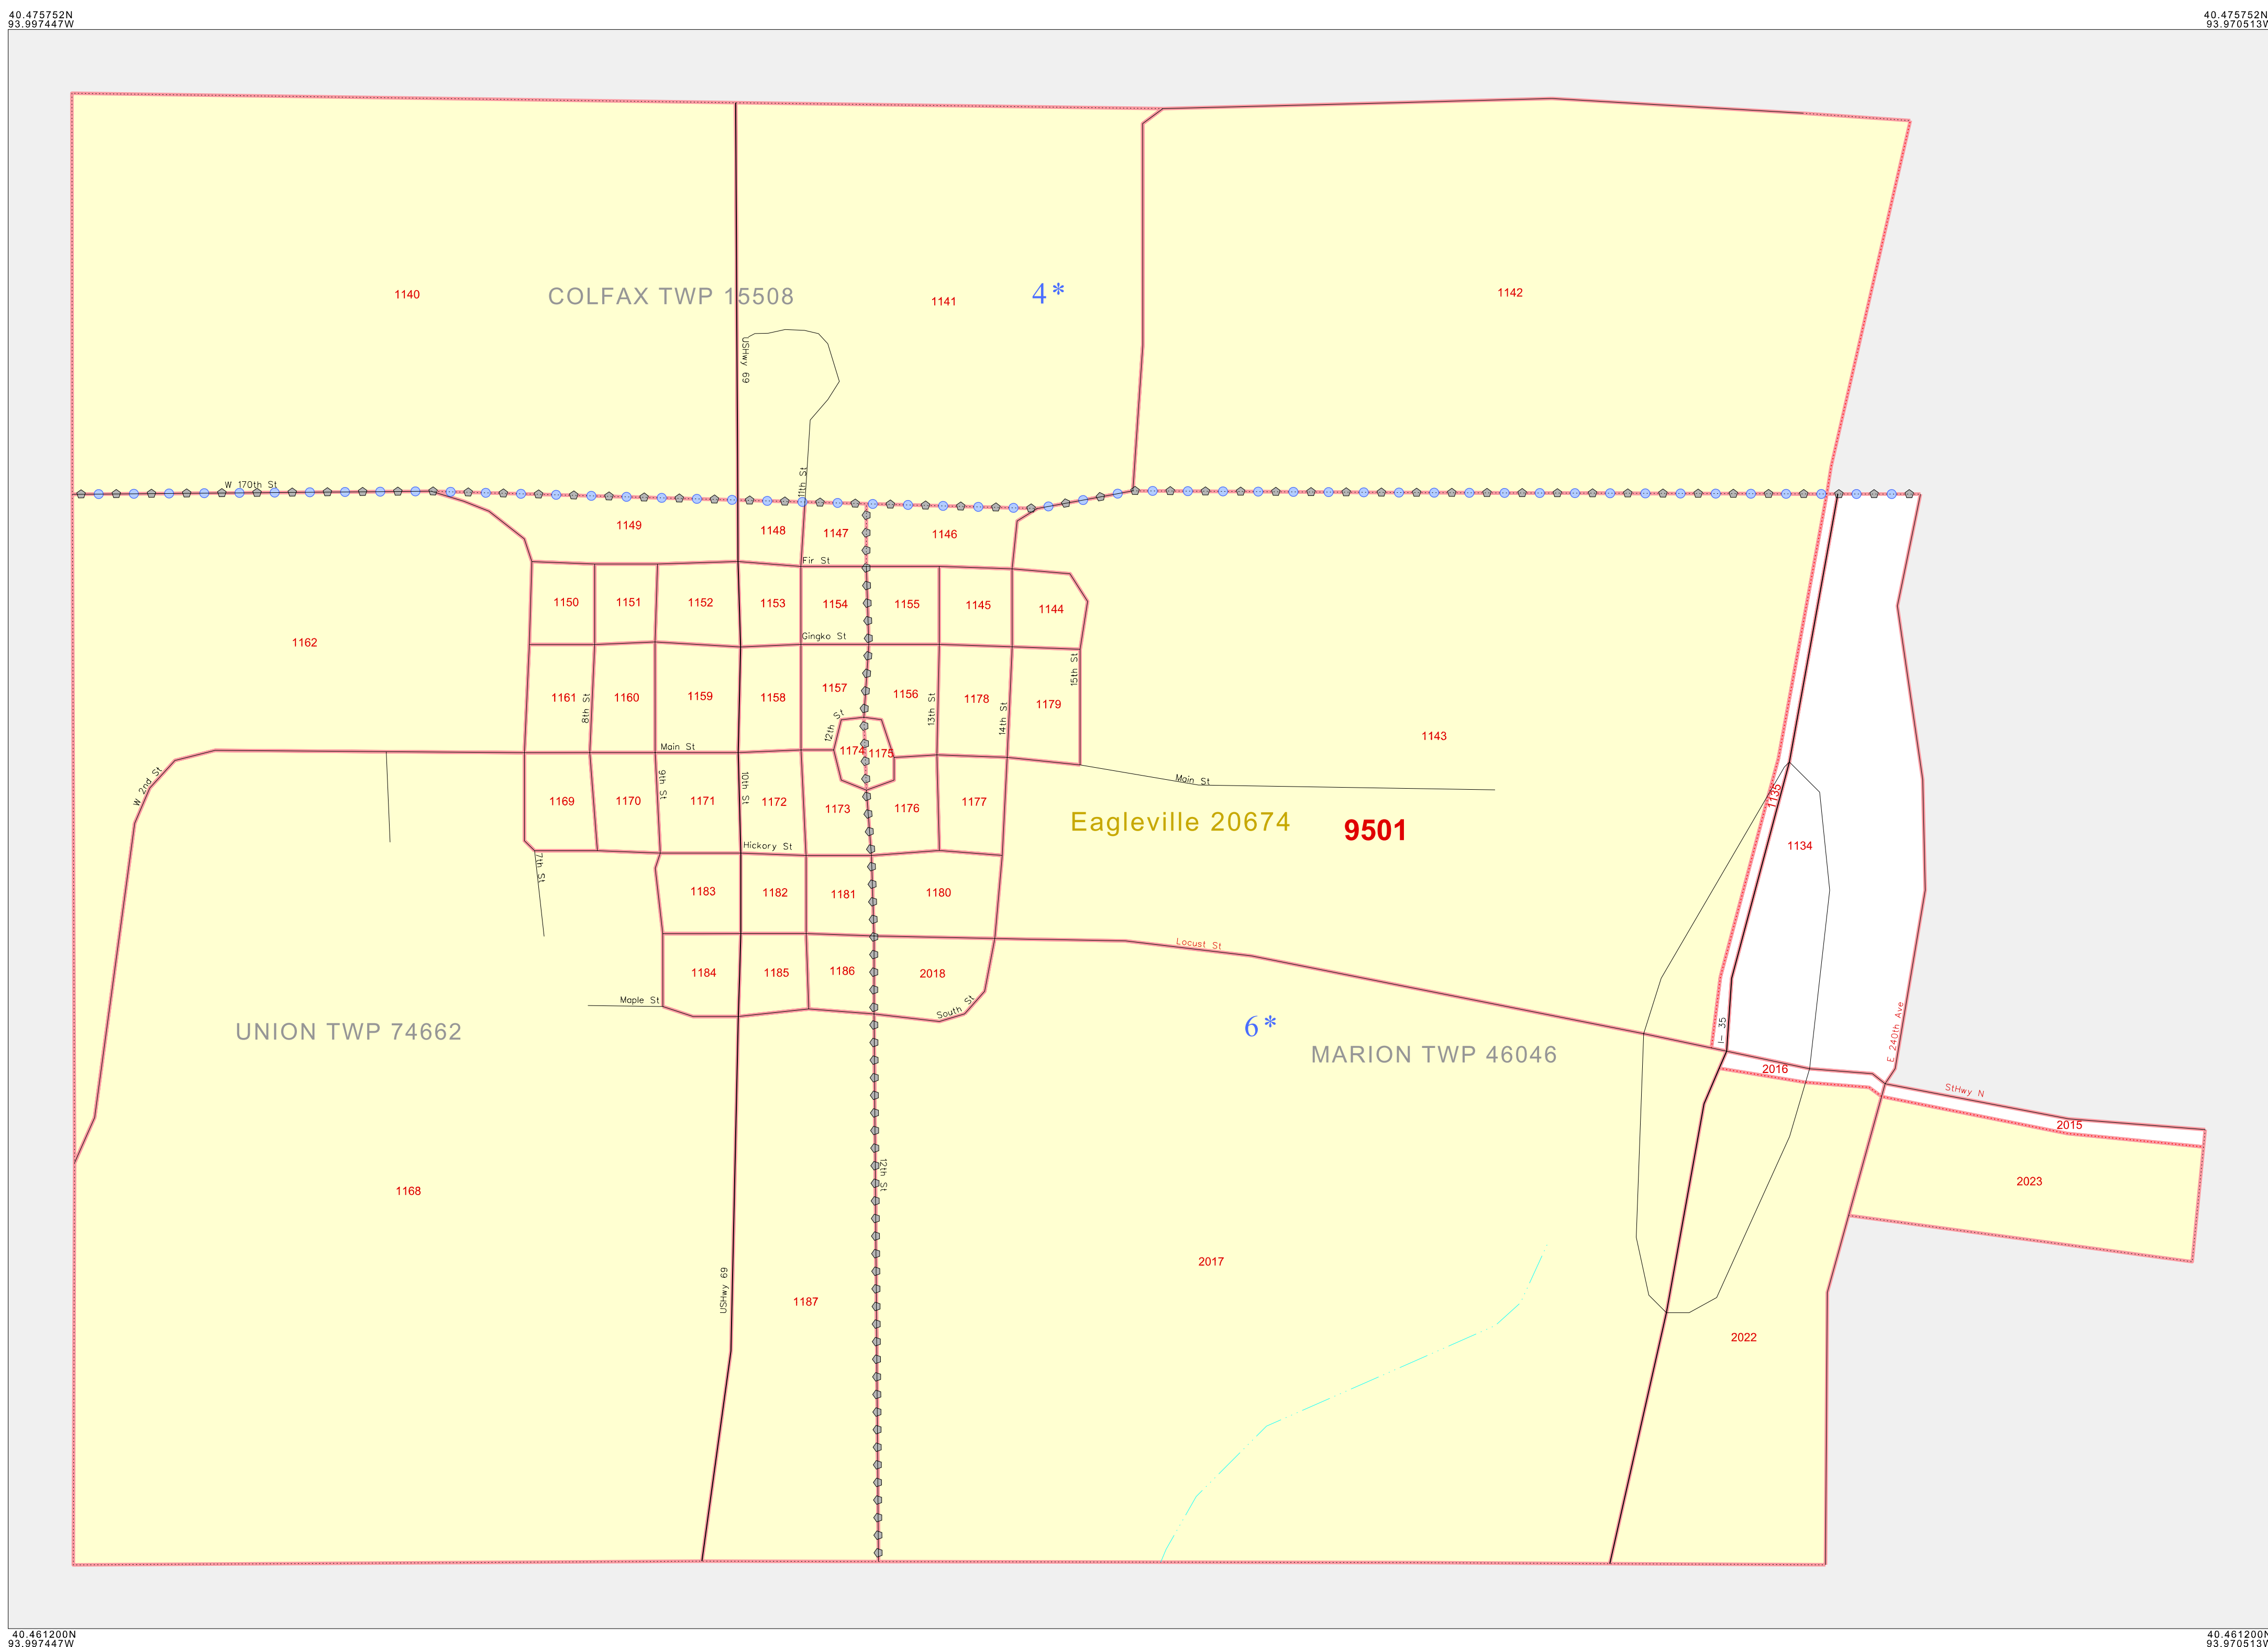 40.475752N
93.997447W
40.475752N
93.970513W
1140
COLFAX TWP 15508
1141
4*
1142
USHwy 69
11th St
W 170th St
1149
1148
1147
1146
Fir St
1150
1151
1152
1153
1154
1155
1145
1144
Gingko St
1162
15th St
1161
8th St
1160
1159
1158
1157
1156
13th St
1178
14th St
1179
12th St
1143
Main St
1174
1175
W 2nd St
Main St
1135
1169
1170
9th St
1171
10th St
1172
1173
1176
1177
Eagleville 20674
9501
1134
Hickory St
7th St
1183
1182
1181
1180
Locust St
1184
1185
1186
2018
Maple St
South St
UNION TWP 74662
6*
MARION TWP 46046
I- 35
E 240th Ave
2016
StHwy N
2015
12th St
1168
2023
2017
USHwy 69
1187
2022
40.461200N
93.997447W
40.461200N
93.970513W